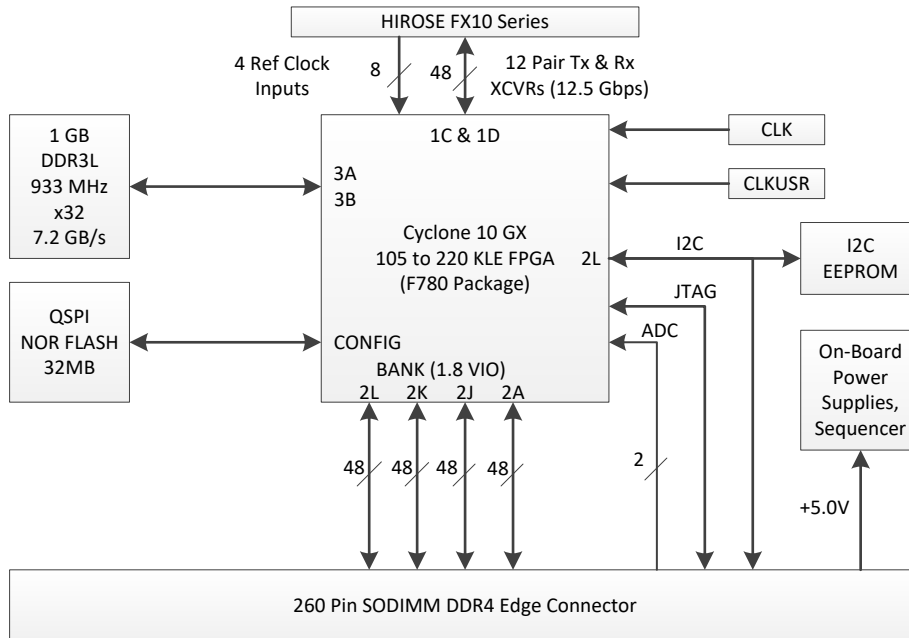 HIROSE FX10 Series
4 Ref Clock
Inputs
8
48
12 Pair Tx & Rx
XCVRs (12.5 Gbps)
1 GB
DDR3L
933 MHz
x32
7.2 GB/s
1C & 1D
3A
3B
Cyclone 10 GX
105 to 220 KLE FPGA
(F780 Package)
2L
CONFIG
BANK (1.8 VIO)
2L
2K
2J
2A
CLK
CLKUSR
I2C
I2C
EEPROM
JTAG
ADC
QSPI
NOR FLASH
32MB
On-Board
Power
Supplies,
Sequencer
48
48
48
48
2
+5.0V
260 Pin SODIMM DDR4 Edge Connector